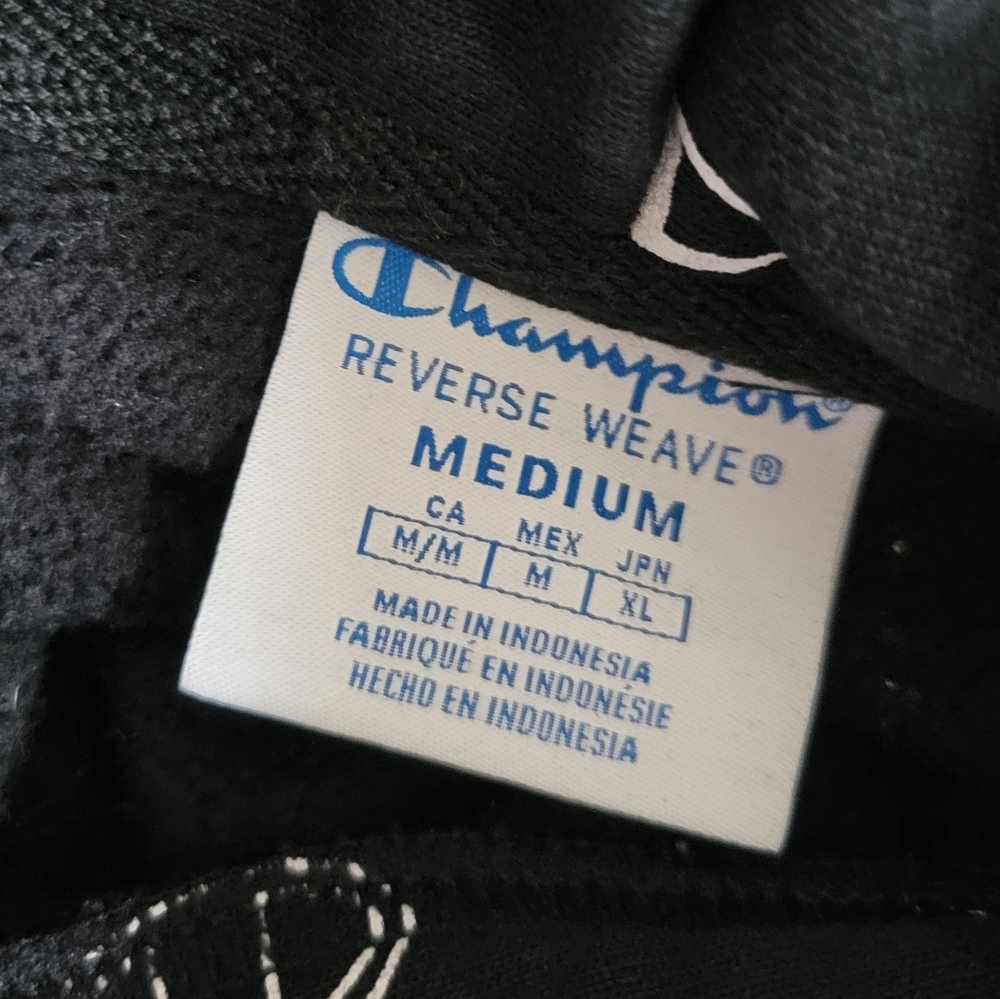 Champion®
REVERSE WEAVE®
MEDIUM
CA MEX JPN
M/M M XL
MADE IN INDONESIA
FABRIQUÉ EN INDONÉSIE
HECHO EN INDONESIA